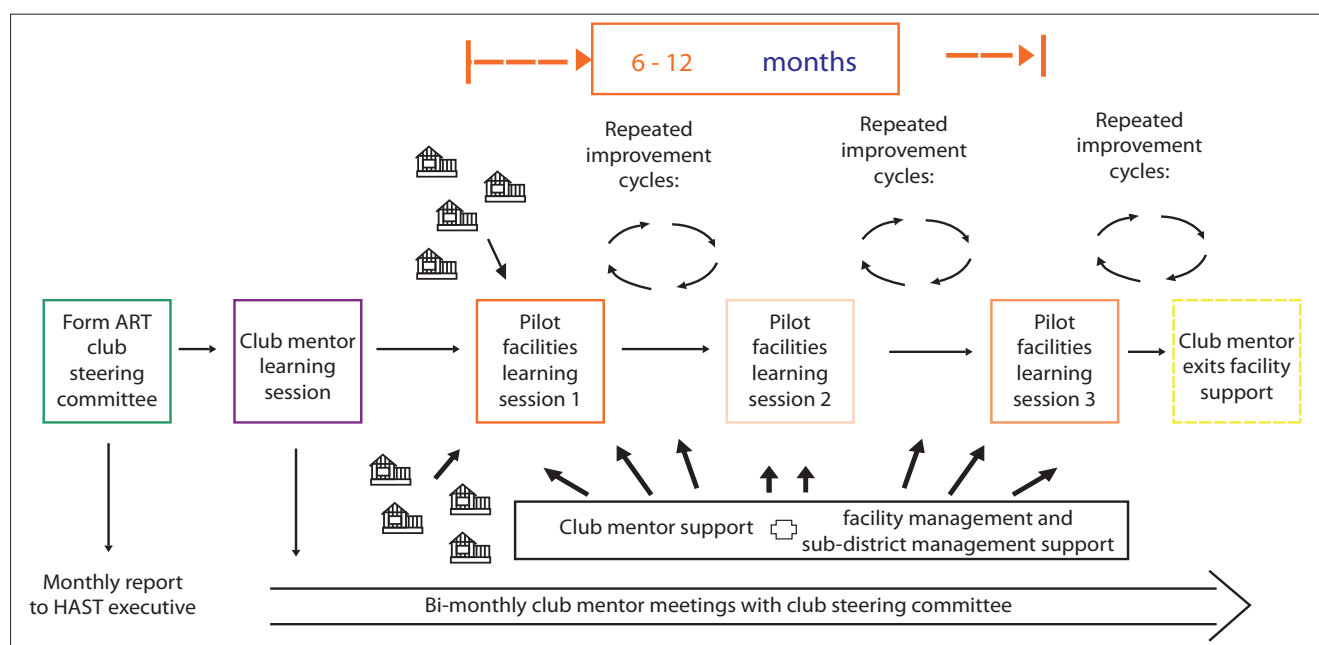 6 - 12 months
Repeated
improvement
cycles:
Repeated
improvement
cycles:
Repeated
improvement
cycles:
Form ART
club
steering
committee
Club mentor
learning
session
Pilot
facilities
learning
session 1
Pilot
facilities
learning
session 2
Pilot
facilities
learning
session 3
Club mentor
exits facility
support
Club mentor support
facility management and
sub-district management support
Monthly report
to HAST executive
Bi-monthly club mentor meetings with club steering committee